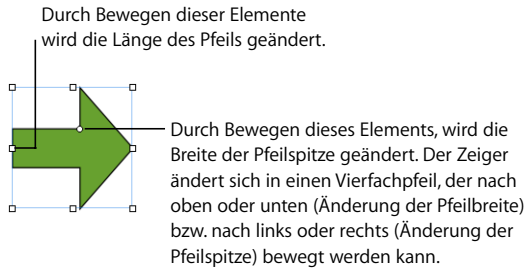 Durch Bewegen dieser Elemente
wird die Länge des Pfeils geändert.
Durch Bewegen dieses Elements, wird die
Breite der Pfeilspitze geändert. Der Zeiger
ändert sich in einen Vierfachpfeil, der nach
oben oder unten (Änderung der Pfeilbreite)
bzw. nach links oder rechts (Änderung der
Pfeilspitze) bewegt werden kann.